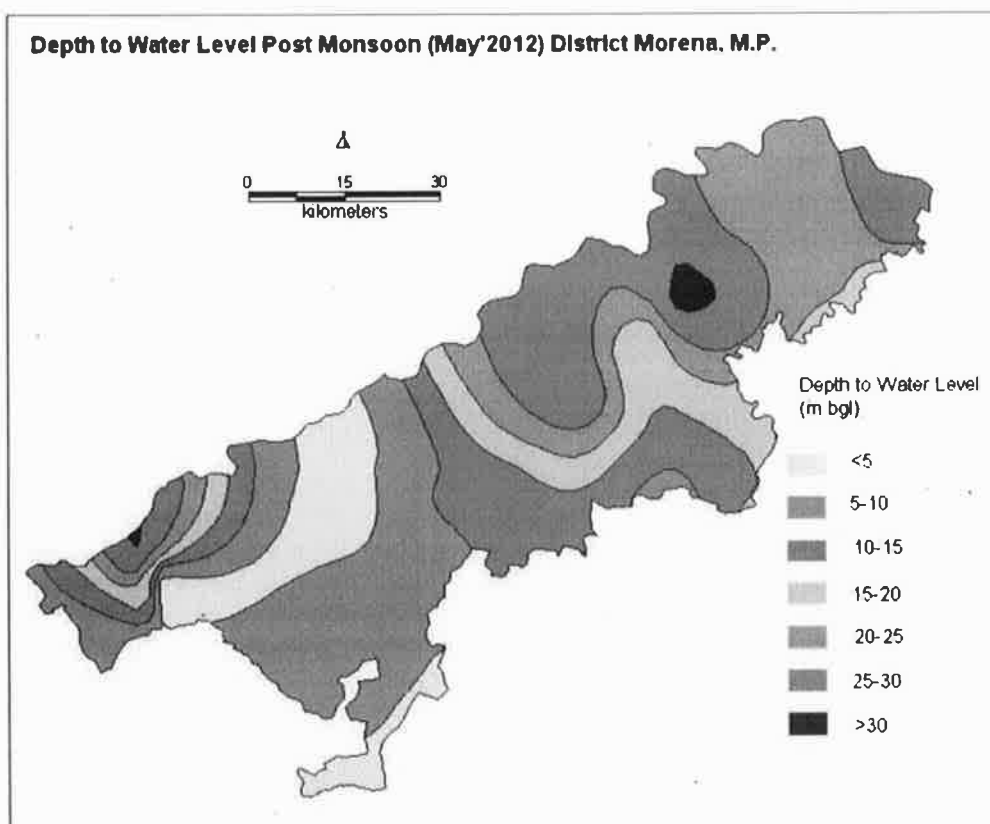 Depth to Water Level Post Monsoon (May'2012) District Morena. M.P.
0 15 30
kilometers
Depth to Water Level
(m bgl)
<5
5-10
10-15
15-20
20-25
25-30
>30